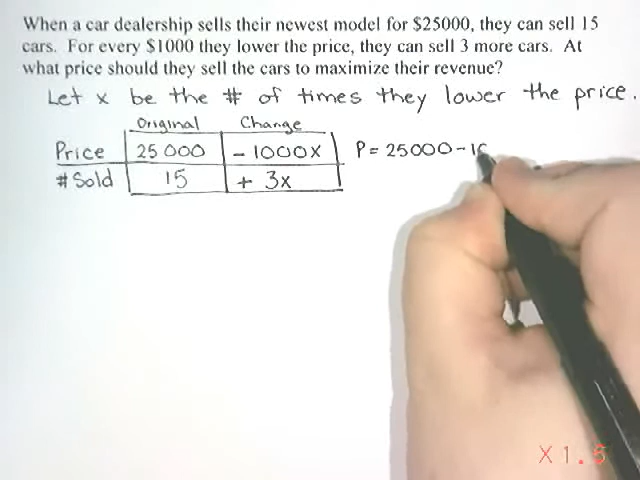 When a car dealership sells their newest model for $25000, they can sell 15
cars. For every $1000 they lower the price, they can sell 3 more cars. At
what price should they sell the cars to maximize their revenue?
Let x be the # of times they lower the price.
Original Change
Price 25 000 - 1000x P = 25000 - 10
# Sold 15 + 3x
X 1.5